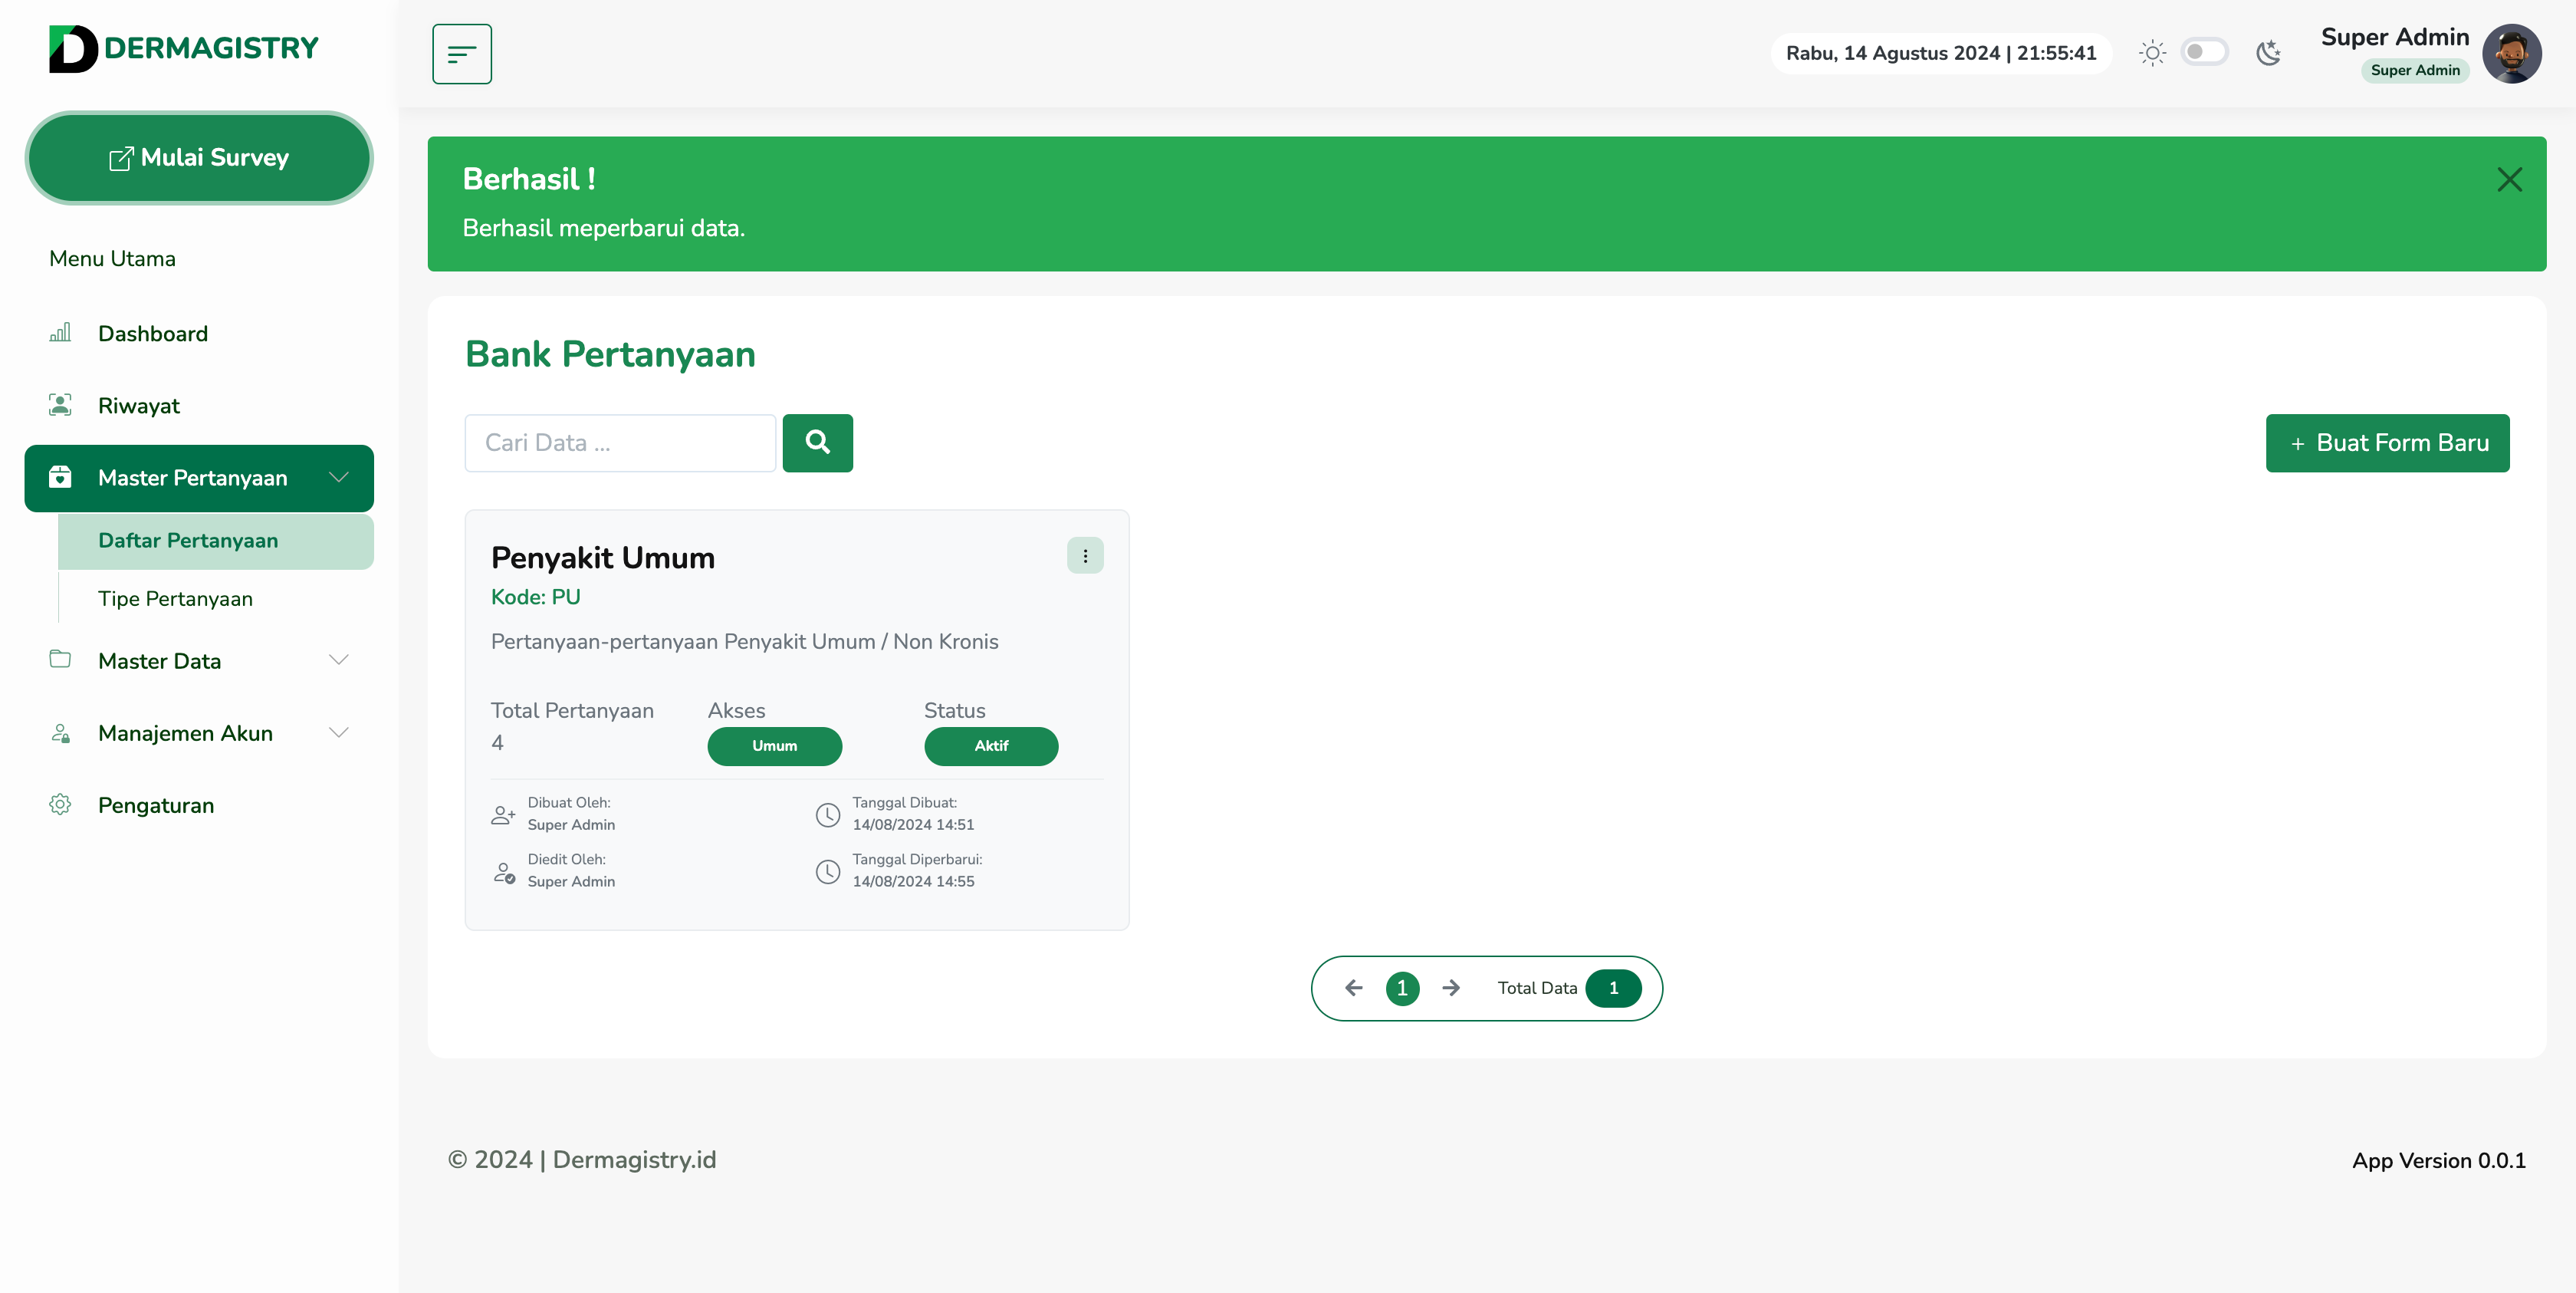 DERMAGISTRY
Mulai Survey
Menu Utama
Dashboard
Riwayat
Master Pertanyaan
Daftar Pertanyaan
Tipe Pertanyaan
Master Data
Manajemen Akun
Pengaturan
Rabu, 14 Agustus 2024 | 21:55:41
Super Admin
Super Admin
Berhasil !
Berhasil meperbarui data.
Bank Pertanyaan
Cari Data ...
+ Buat Form Baru
Penyakit Umum
Kode: PU
Pertanyaan-pertanyaan Penyakit Umum / Non Kronis
Total Pertanyaan Akses Status
4 Umum Aktif
Dibuat Oleh: Tanggal Dibuat:
Super Admin 14/08/2024 14:51
Diedit Oleh: Tanggal Diperbarui:
Super Admin 14/08/2024 14:55
1 Total Data 1
© 2024 | Dermagistry.id
App Version 0.0.1